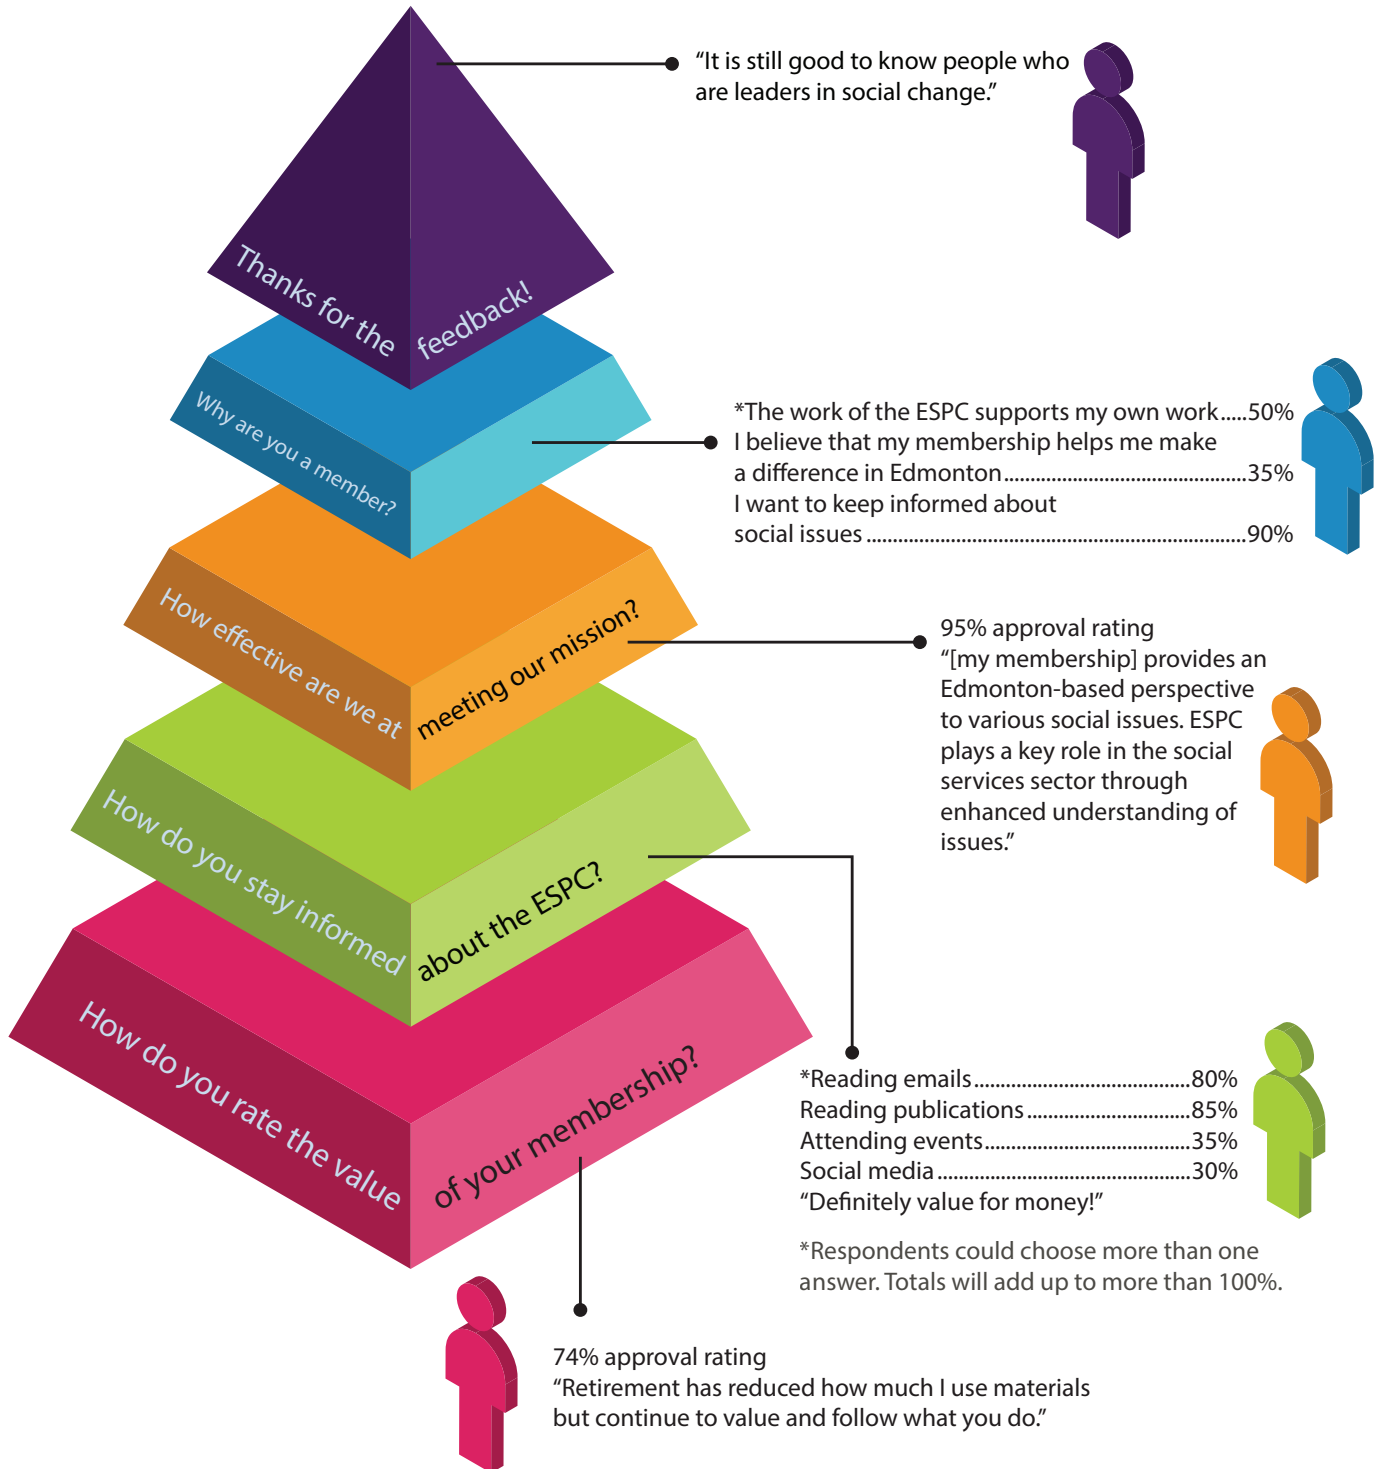 “It is still good to know people who
are leaders in social change.”
Thanks for the
feedback!
Why are you a member?
*The work of the ESPC supports my own work.....50%
I believe that my membership helps me make
a difference in Edmonton..............................................35%
I want to keep informed about
social issues........................................................................90%
How effective are we at
meeting our mission?
95% approval rating
“[my membership] provides an
Edmonton-based perspective
to various social issues. ESPC
plays a key role in the social
services sector through
enhanced understanding of
issues.”
How do you stay informed
about the ESPC?
*Reading emails.........................................80%
Reading publications...............................85%
Attending events.......................................35%
Social media................................................30%
“Definitely value for money!”
*Respondents could choose more than one
answer. Totals will add up to more than 100%.
How do you rate the value
of your membership?
74% approval rating
“Retirement has reduced how much I use materials
but continue to value and follow what you do.”